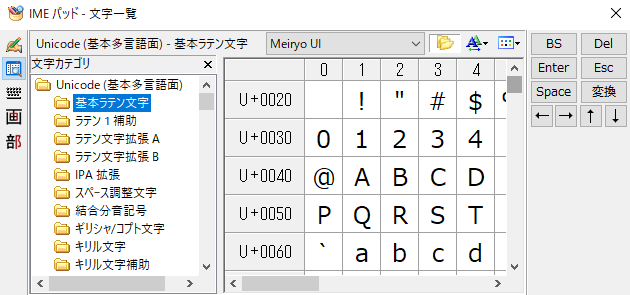 IME パッド - 文字一覧
Unicode (基本多言語面) - 基本ラテン文字
Meiryo UI
A
BS Del
Enter Esc
Space 変換
← → ↑ ↓
画
部
文字カテゴリ
Unicode (基本多言語面)
基本ラテン文字
ラテン 1 補助
ラテン文字拡張 A
ラテン文字拡張 B
IPA 拡張
スペース調整文字
結合分音記号
ギリシャ/コプト文字
キリル文字
キリル文字補助
0 1 2 3 4
U+0020 ! " # $
U+0030 0 1 2 3 4
U+0040 @ A B C D
U+0050 P Q R S T
U+0060 ` a b c d